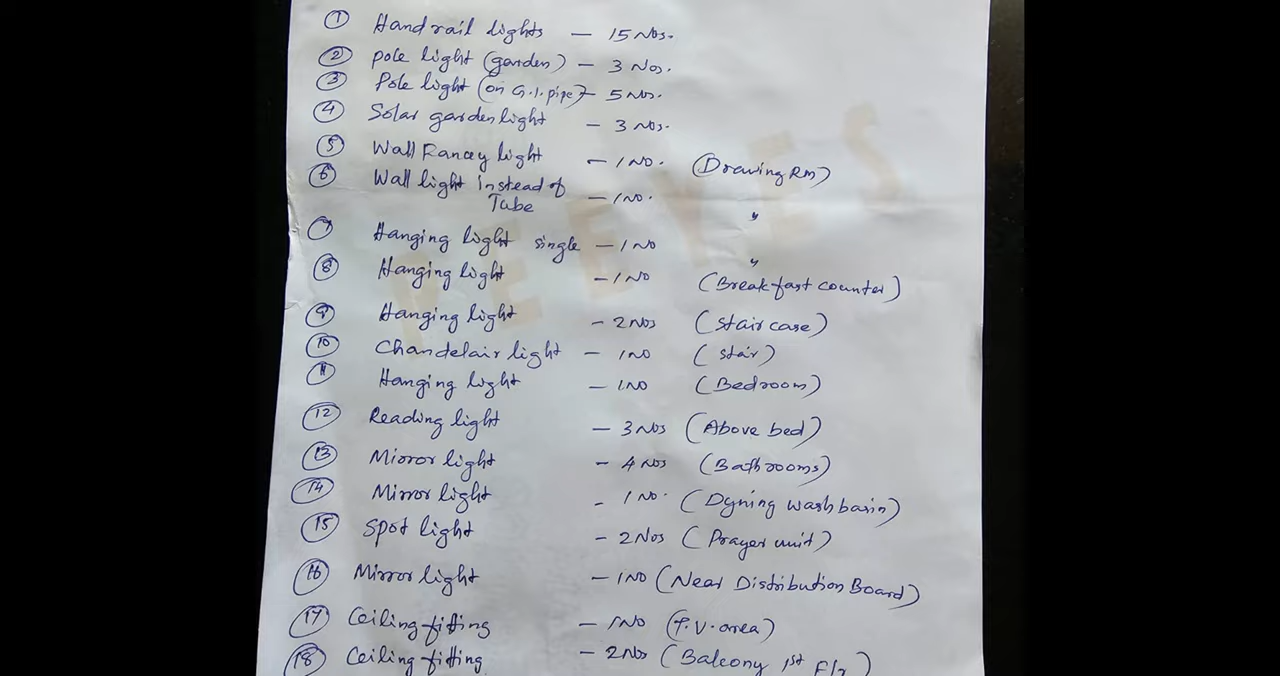 1 Handrail lights – 15 Nos.
2 pole light (garden) – 3 Nos.
3 Pole light (on G.I. pipe) – 5 Nos.
4 Solar garden light – 3 Nos.
5 Wall Fancy light – 1 NO. (Drawing Rm)
6 Wall light instead of
Tube – 1 NO. "
7 Hanging light single – 1 NO "
8 Hanging light – 1 NO (Breakfast counter)
9 Hanging light – 2 Nos (Stair case)
10 Chandelair light – 1 NO (Stair)
11 Hanging light – 1 NO (Bedroom)
12 Reading light – 3 Nos (Above bed)
13 Mirror light – 4 Nos (Bathrooms)
14 Mirror light – 1 NO. (Dyning wash basin)
15 Spot light – 2 Nos (Prayer unit)
16 Mirror light – 1 NO (Near Distribution Board)
17 Ceiling fitting – 1 NO (T.V. area)
18 Ceiling fitting – 2 Nos (Balcony 1st Flr)